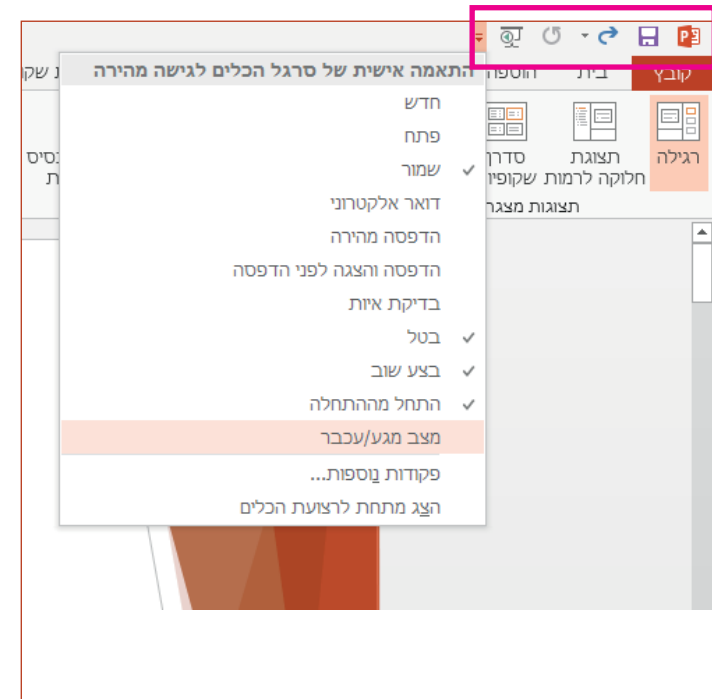 קובץ
בית
הוספה
רגילה
תצוגת
חלוקה לרמות
סדרן
תצוגות
התאמה אישית של סרגל הכלים לגישה מהירה
חדש
פתח
שמור
דואר אלקטרוני
הדפסה מהירה
הדפסה והצגה לפני הדפסה
בדיקת איות
בטל
בצע שוב
התחל מההתחלה
מצב מגע/עכבר
פקודות נוספות...
הצג מתחת לרצועת הכלים